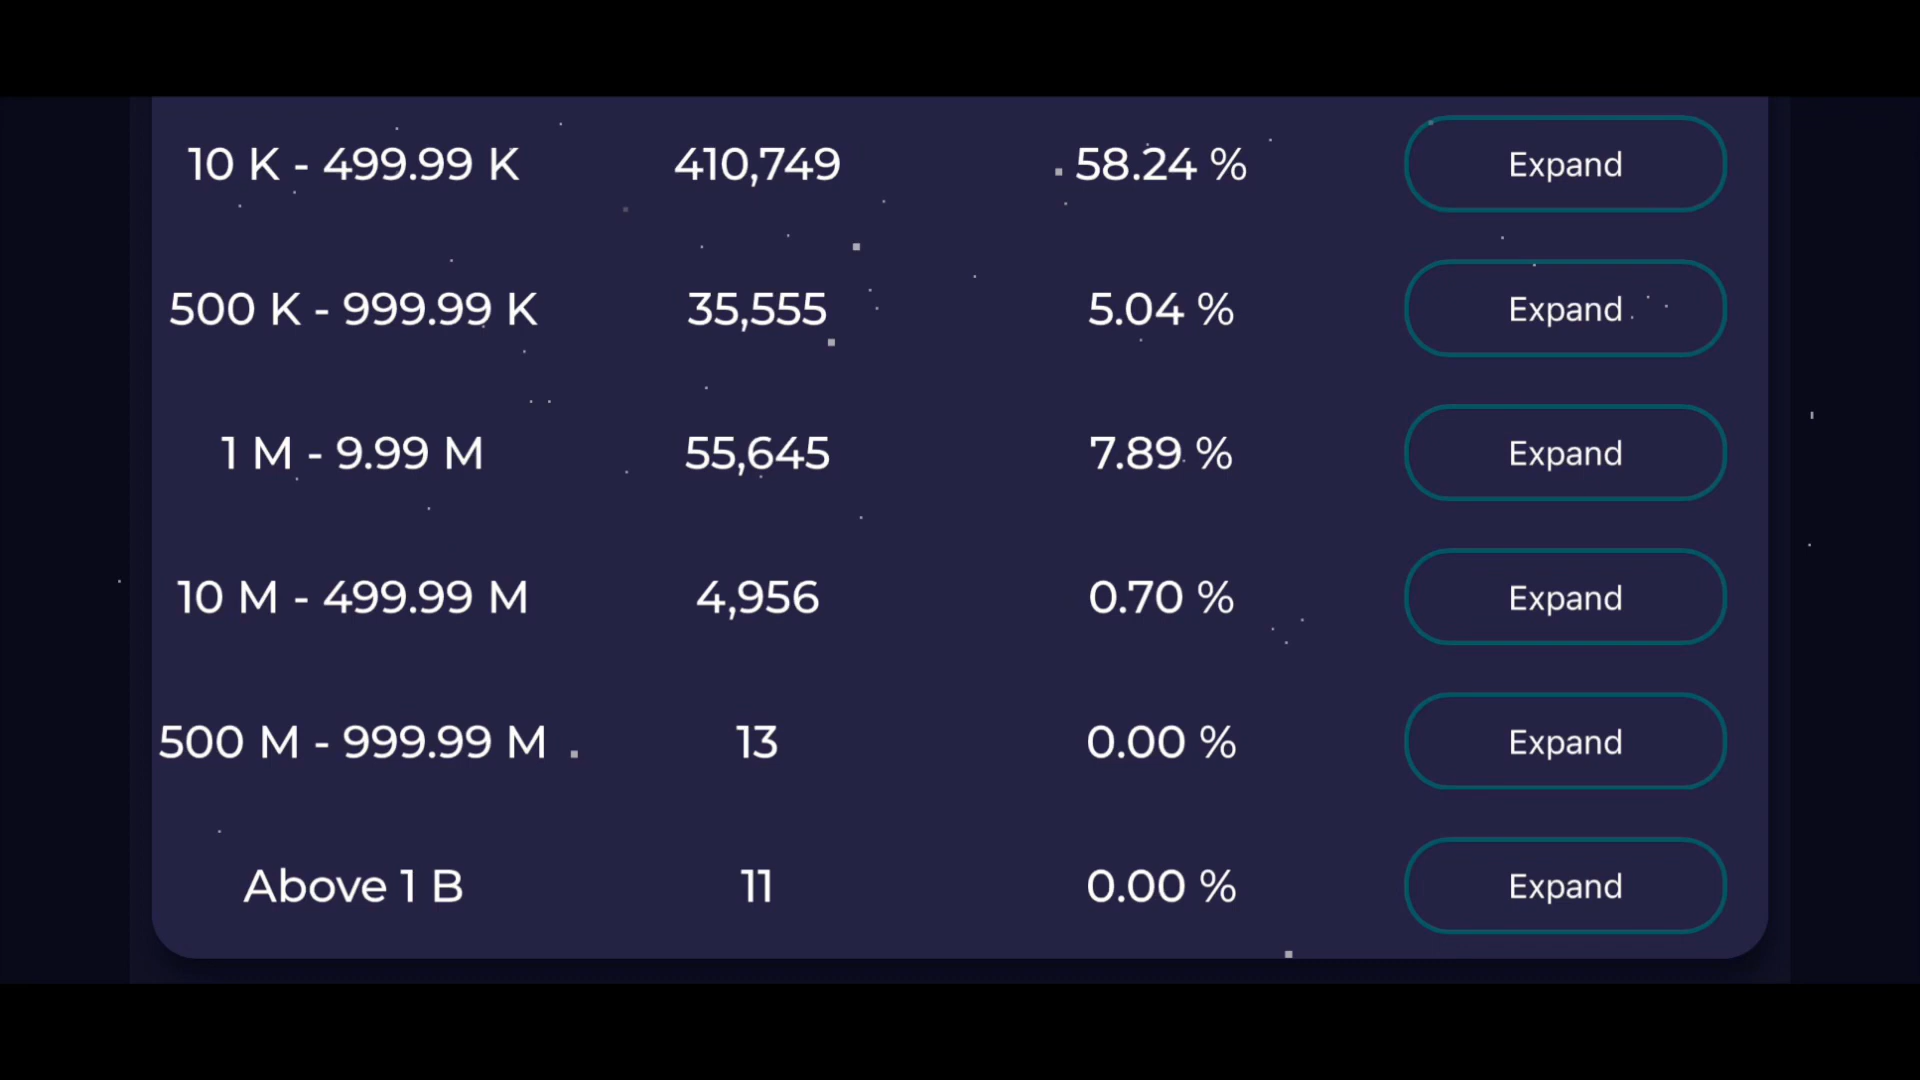 10 K - 499.99 K 410,749 58.24 % Expand
500 K - 999.99 K 35,555 5.04 % Expand
1 M - 9.99 M 55,645 7.89 % Expand
10 M - 499.99 M 4,956 0.70 % Expand
500 M - 999.99 M 13 0.00 % Expand
Above 1 B 11 0.00 % Expand